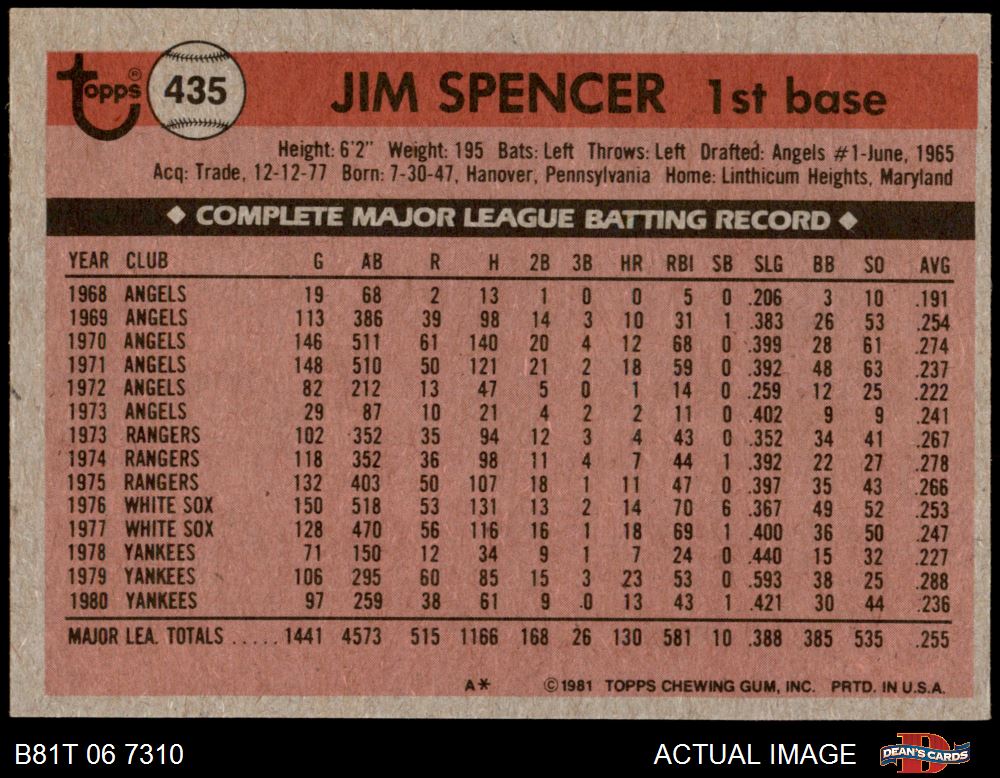 Topps® 435 JIM SPENCER 1st base
Height: 6'2" Weight: 195 Bats: Left Throws: Left Drafted: Angels #1-June, 1965
Acq: Trade, 12-12-77 Born: 7-30-47, Hanover, Pennsylvania Home: Linthicum Heights, Maryland
◆ COMPLETE MAJOR LEAGUE BATTING RECORD ◆
YEAR CLUB G AB R H 2B 3B HR RBI SB SLG BB SO AVG
1968 ANGELS 19 68 2 13 1 0 0 5 0 .206 3 10 .191
1969 ANGELS 113 386 39 98 14 3 10 31 1 .383 26 53 .254
1970 ANGELS 146 511 61 140 20 4 12 68 0 .399 28 61 .274
1971 ANGELS 148 510 50 121 21 2 18 59 0 .392 48 63 .237
1972 ANGELS 82 212 13 47 5 0 1 14 0 .259 12 25 .222
1973 ANGELS 29 87 10 21 4 2 2 11 0 .402 9 9 .241
1973 RANGERS 102 352 35 94 12 3 4 43 0 .352 34 41 .267
1974 RANGERS 118 352 36 98 11 4 7 44 1 .392 22 27 .278
1975 RANGERS 132 403 50 107 18 1 11 47 0 .397 35 43 .266
1976 WHITE SOX 150 518 53 131 13 2 14 70 6 .367 49 52 .253
1977 WHITE SOX 128 470 56 116 16 1 18 69 1 .400 36 50 .247
1978 YANKEES 71 150 12 34 9 1 7 24 0 .440 15 32 .227
1979 YANKEES 106 295 60 85 15 3 23 53 0 .593 38 25 .288
1980 YANKEES 97 259 38 61 9 0 13 43 1 .421 30 44 .236
MAJOR LEA. TOTALS ..... 1441 4573 515 1166 168 26 130 581 10 .388 385 535 .255
A* ©1981 TOPPS CHEWING GUM, INC. PRTD. IN U.S.A.
B81T 06 7310 ACTUAL IMAGE DEAN'S CARDS